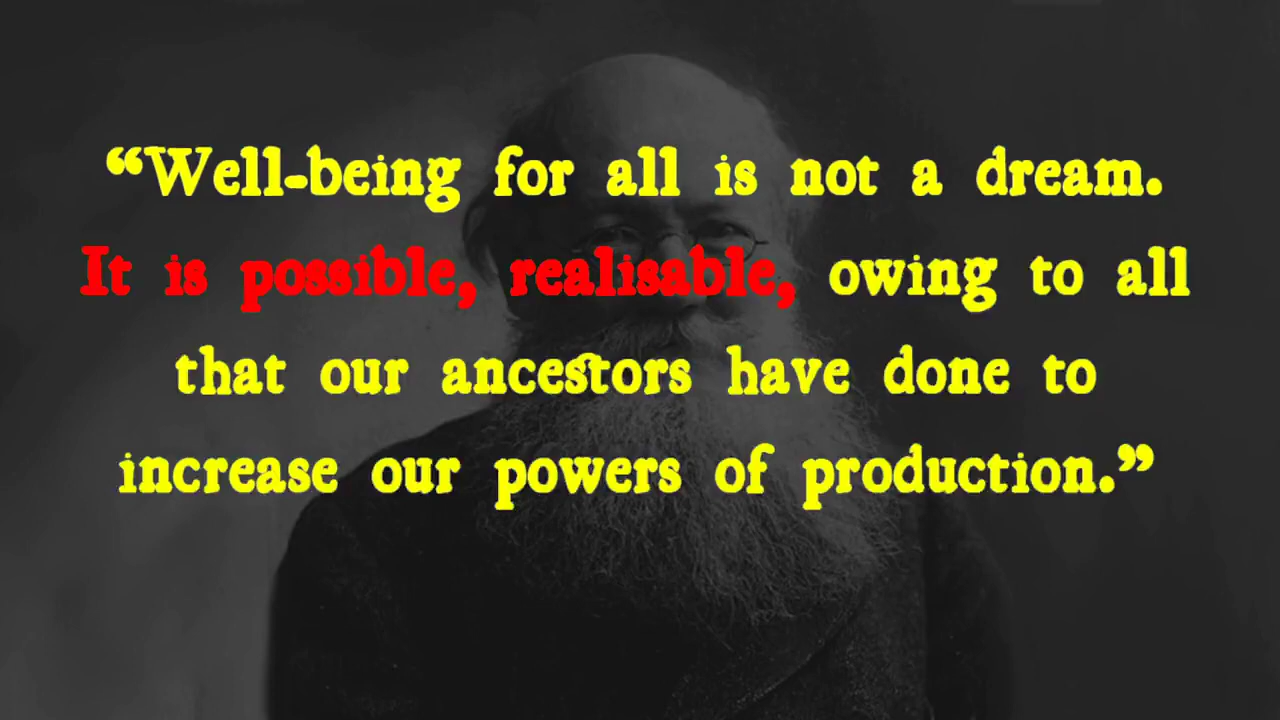 “Well-being for all is not a dream.
It is possible, realisable, owing to all
that our ancestors have done to
increase our powers of production.”